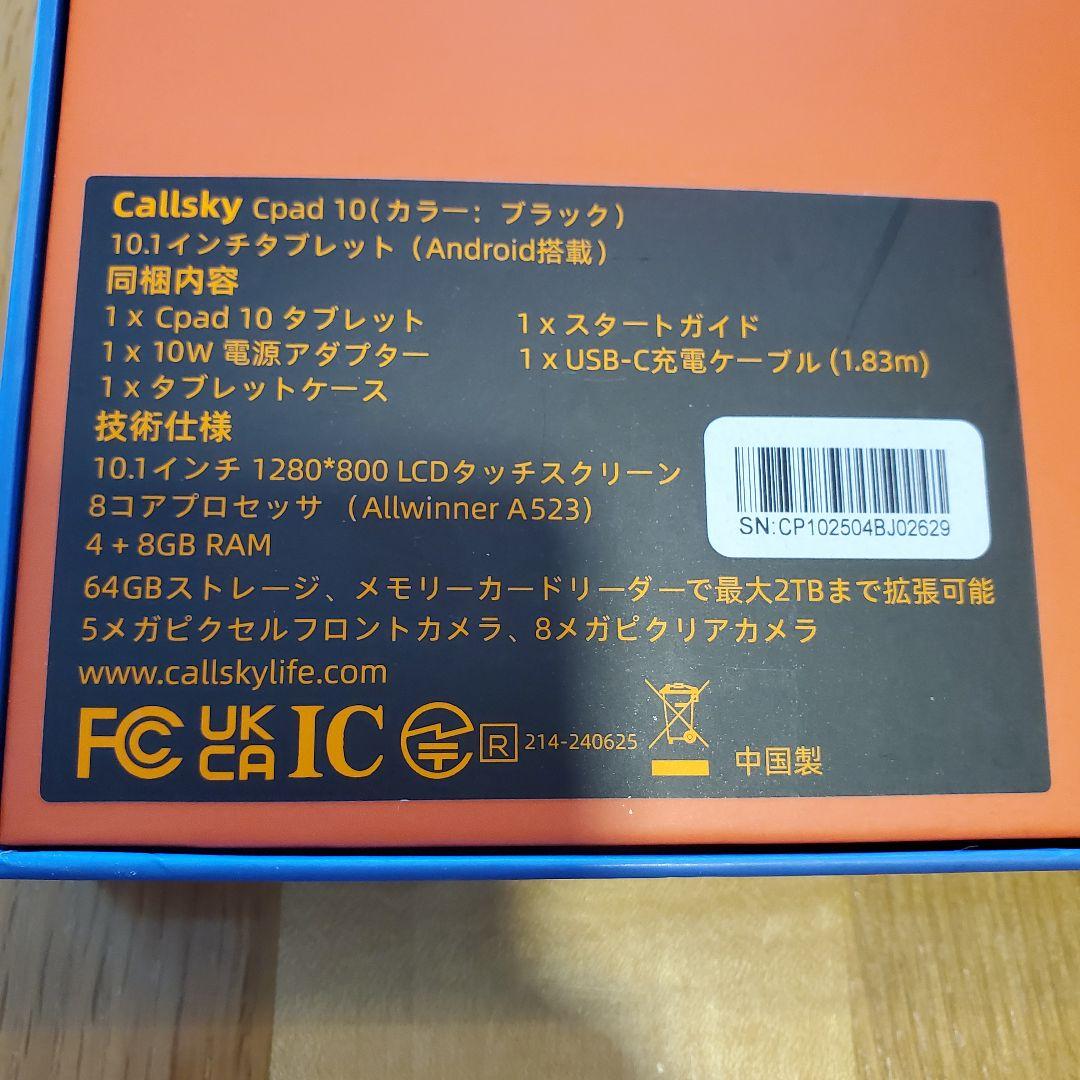 Callsky Cpad 10(カラー: ブラック)
10.1インチタブレット(Android搭載)
同梱内容
1 x Cpad 10 タブレット 1 x スタートガイド
1 x 10W 電源アダプター 1 x USB-C充電ケーブル (1.83m)
1 x タブレットケース
技術仕様
10.1インチ 1280*800 LCDタッチスクリーン
8コアプロセッサ (Allwinner A523)
4 + 8GB RAM
64GBストレージ、メモリーカードリーダーで最大2TBまで拡張可能
5メガピクセルフロントカメラ、8メガピクリアカメラ
www.callskylife.com
SN:CP102504BJ02629
FC UK CA IC R 214-240625 中国製